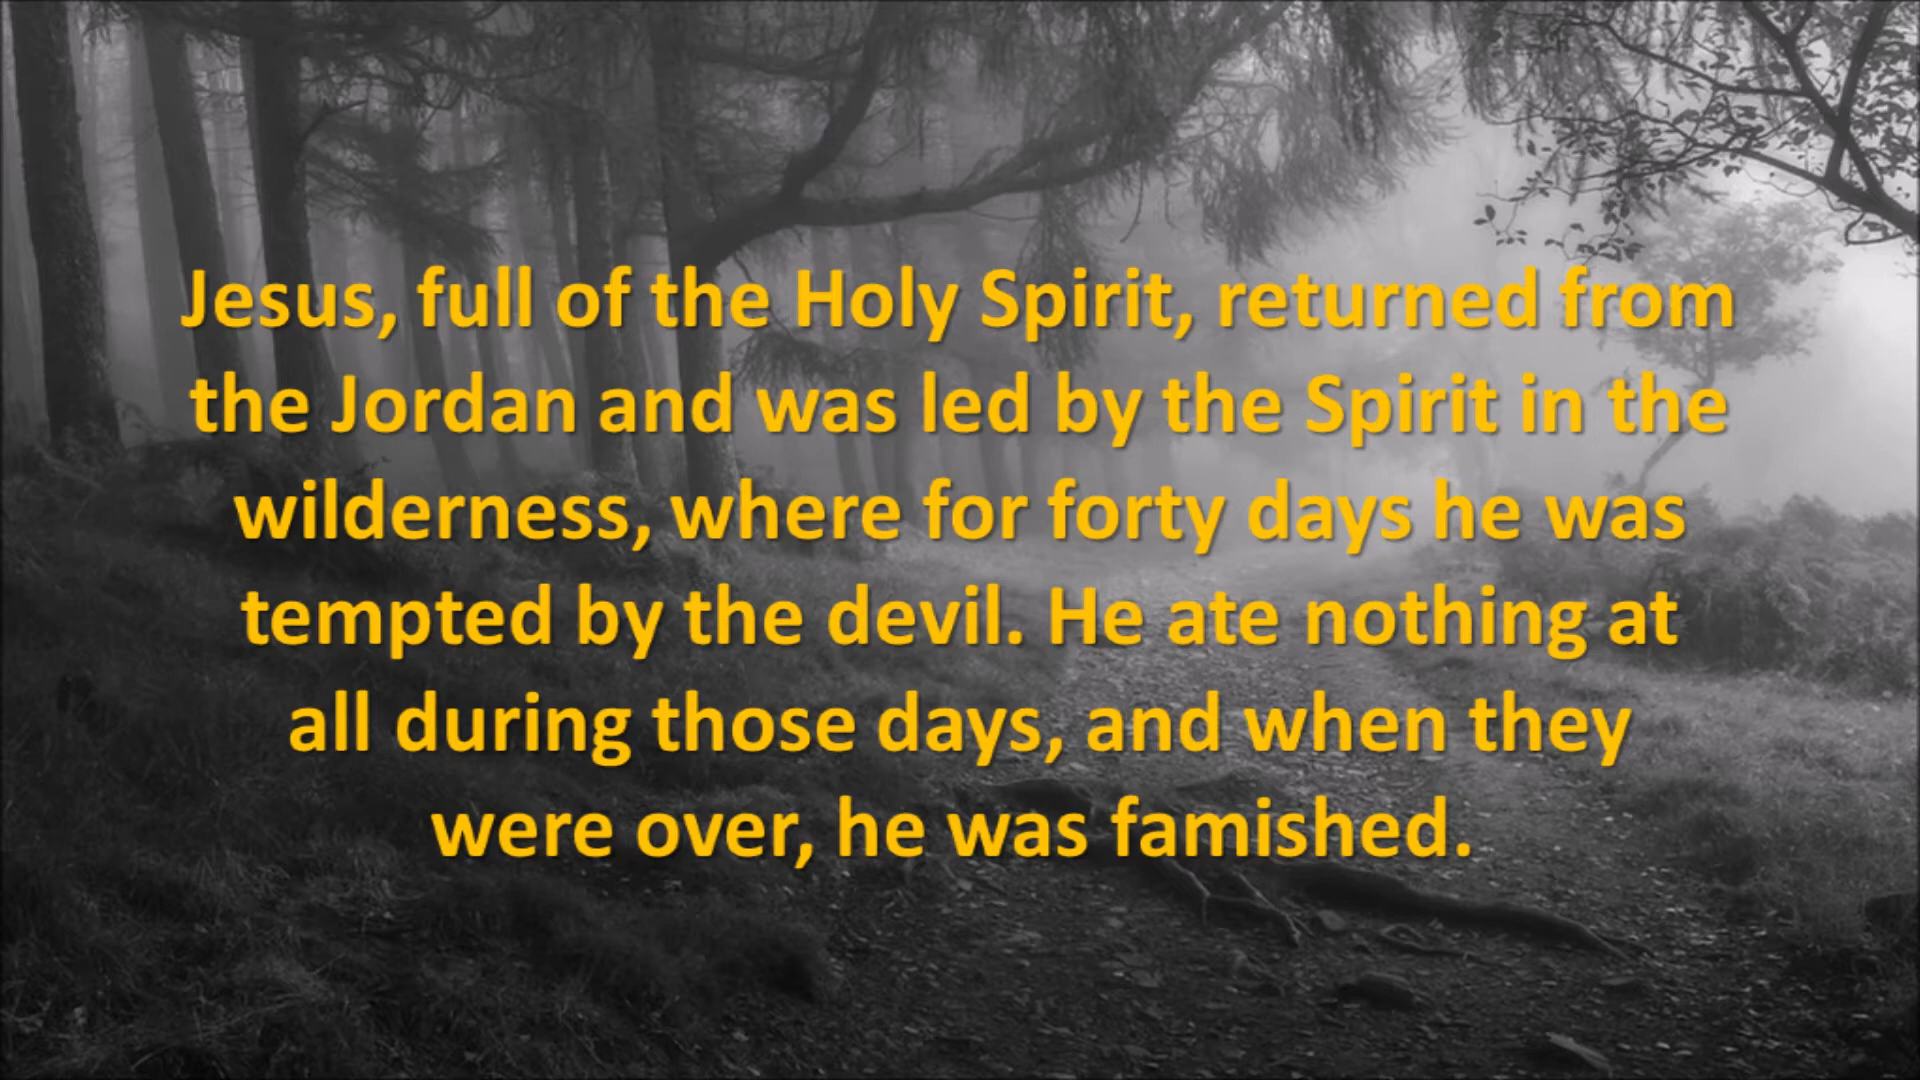 Jesus, full of the Holy Spirit, returned from
the Jordan and was led by the Spirit in the
wilderness, where for forty days he was
tempted by the devil. He ate nothing at
all during those days, and when they
were over, he was famished.